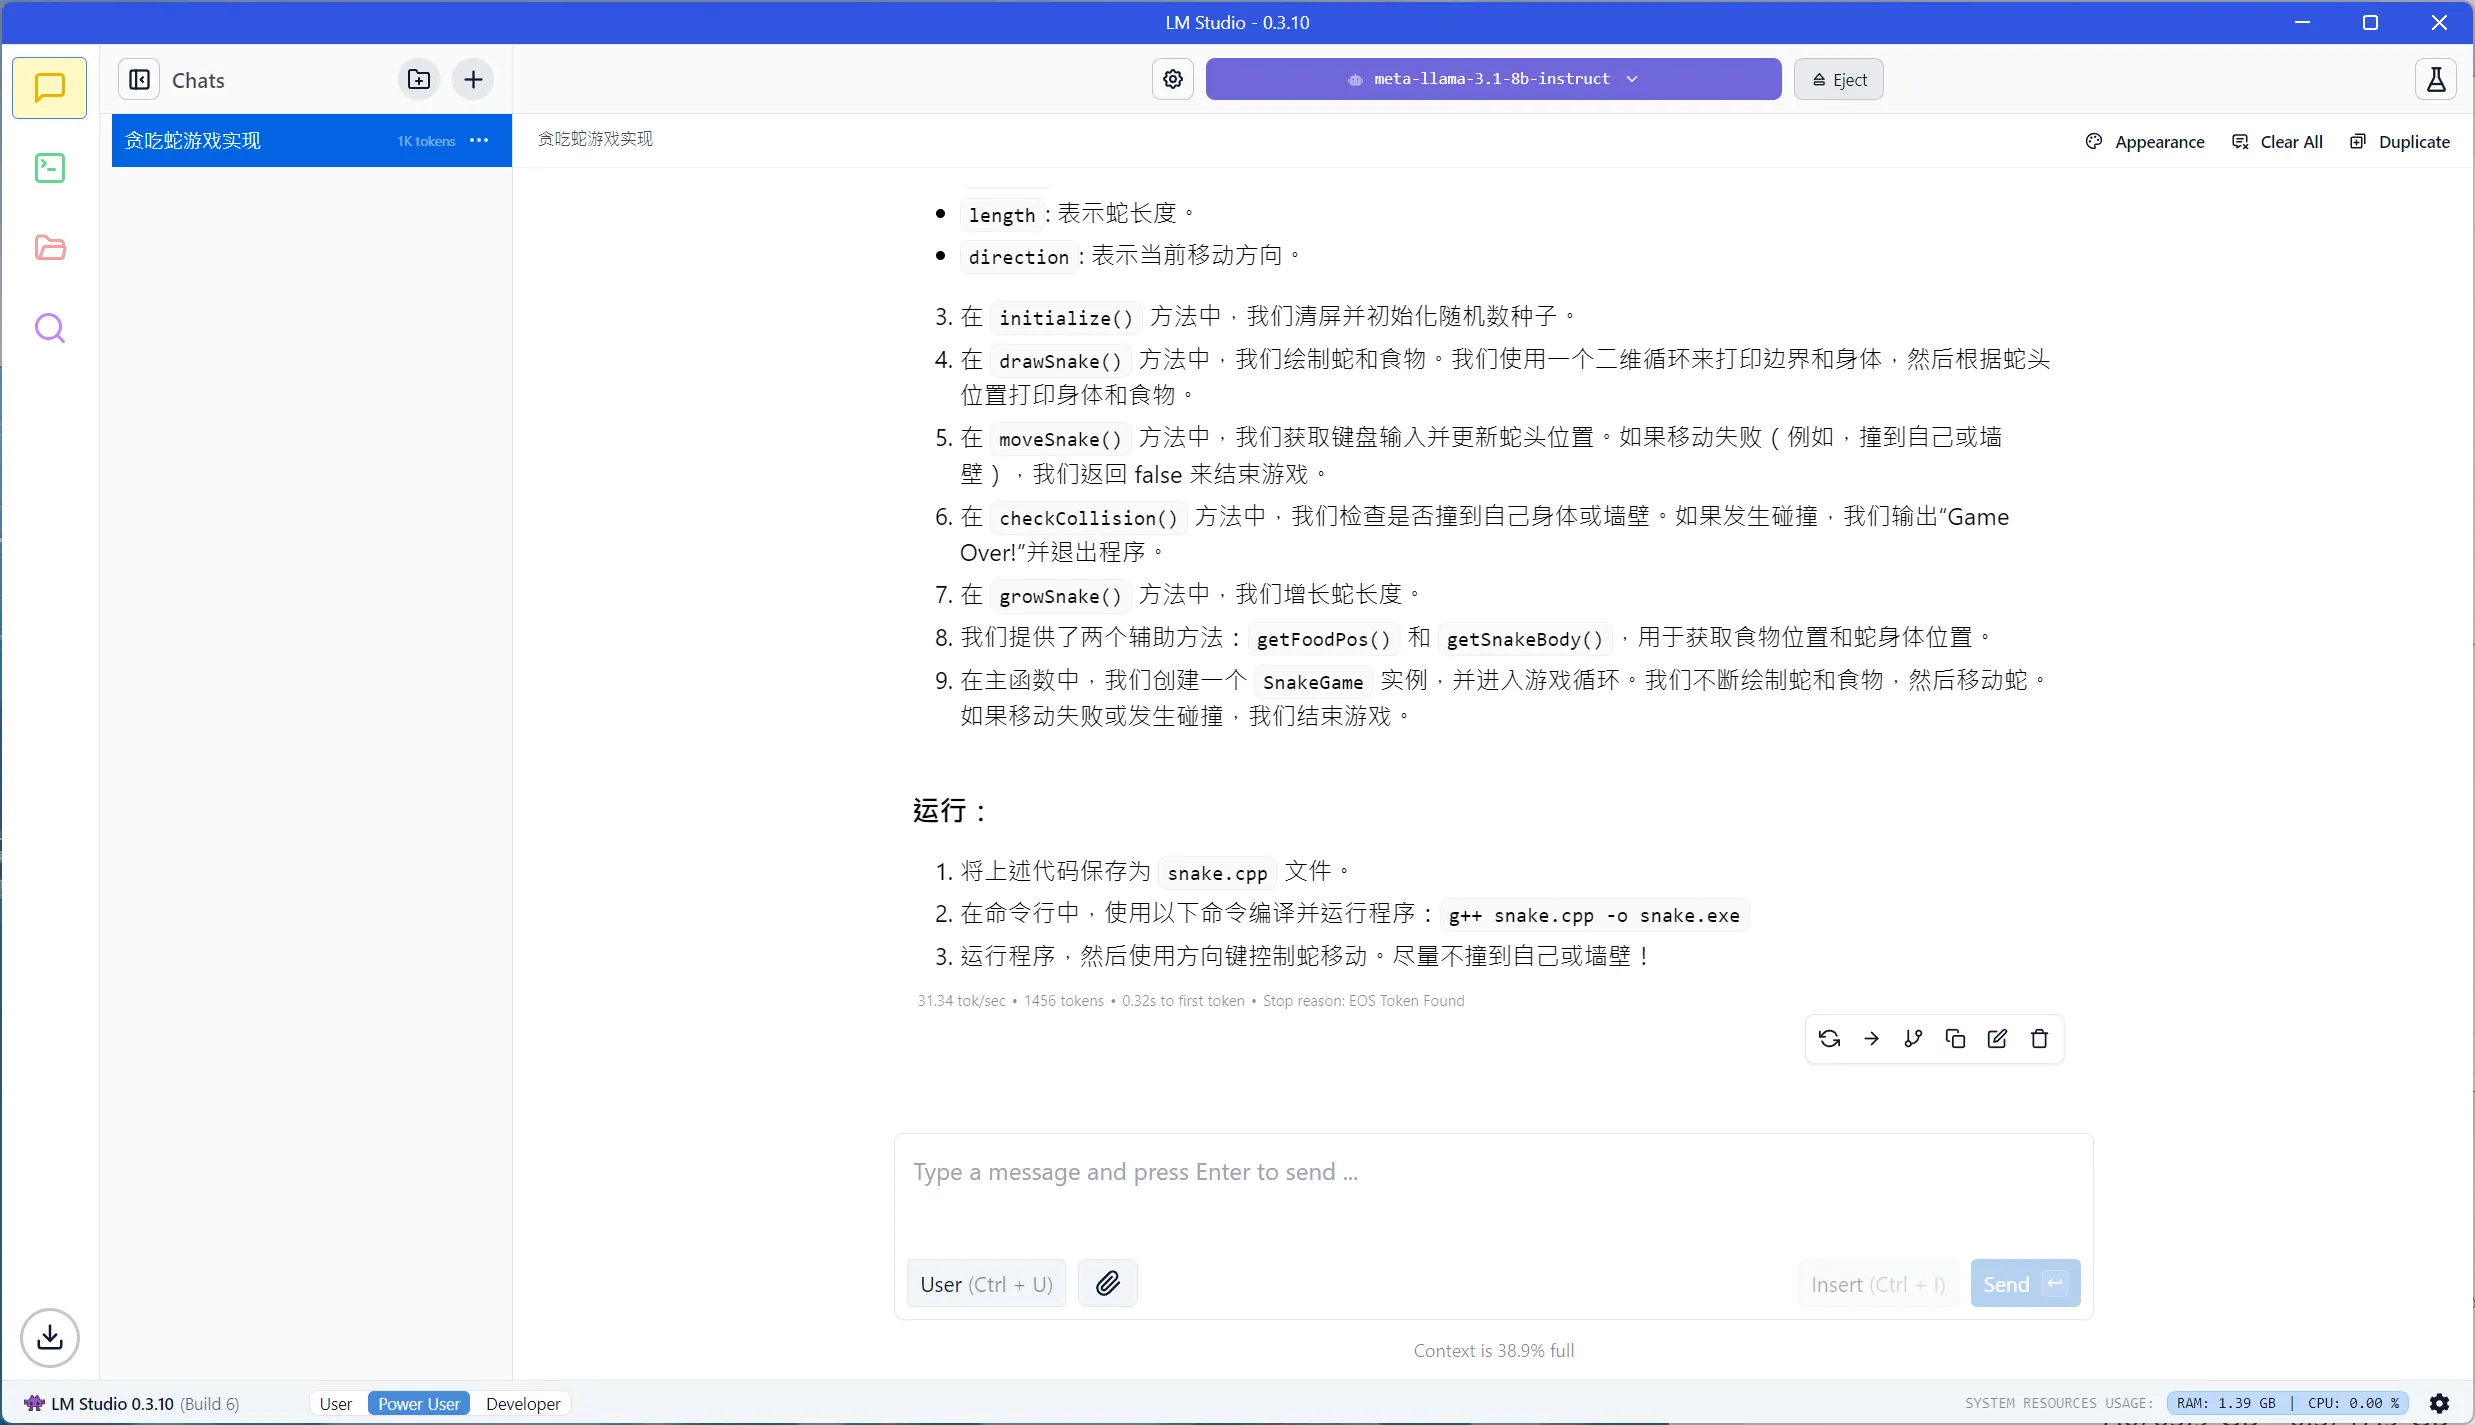 LM Studio - 0.3.10
Chats
meta-llama-3.1-8b-instruct
Eject
贪吃蛇游戏实现
1K tokens
贪吃蛇游戏实现
Appearance
Clear All
Duplicate
length : 表示蛇长度。
direction : 表示当前移动方向。
3. 在 initialize() 方法中，我们清屏并初始化随机数种子。
4. 在 drawSnake() 方法中，我们绘制蛇和食物。我们使用一个二维循环来打印边界和身体，然后根据蛇头
位置打印身体和食物。
5. 在 moveSnake() 方法中，我们获取键盘输入并更新蛇头位置。如果移动失败（例如，撞到自己或墙
壁），我们返回 false 来结束游戏。
6. 在 checkCollision() 方法中，我们检查是否撞到自己身体或墙壁。如果发生碰撞，我们输出“Game
Over!”并退出程序。
7. 在 growSnake() 方法中，我们增长蛇长度。
8. 我们提供了两个辅助方法：getFoodPos() 和 getSnakeBody()，用于获取食物位置和蛇身体位置。
9. 在主函数中，我们创建一个 SnakeGame 实例，并进入游戏循环。我们不断绘制蛇和食物，然后移动蛇。
如果移动失败或发生碰撞，我们结束游戏。
运行：
1. 将上述代码保存为 snake.cpp 文件。
2. 在命令行中，使用以下命令编译并运行程序：g++ snake.cpp -o snake.exe
3. 运行程序，然后使用方向键控制蛇移动。尽量不撞到自己或墙壁！
31.34 tok/sec • 1456 tokens • 0.32s to first token • Stop reason: EOS Token Found
Type a message and press Enter to send ...
User (Ctrl + U)
Insert (Ctrl + I)
Send
Context is 38.9% full
LM Studio 0.3.10 (Build 6)
User
Power User
Developer
SYSTEM RESOURCES USAGE:
RAM: 1.39 GB | CPU: 0.00 %